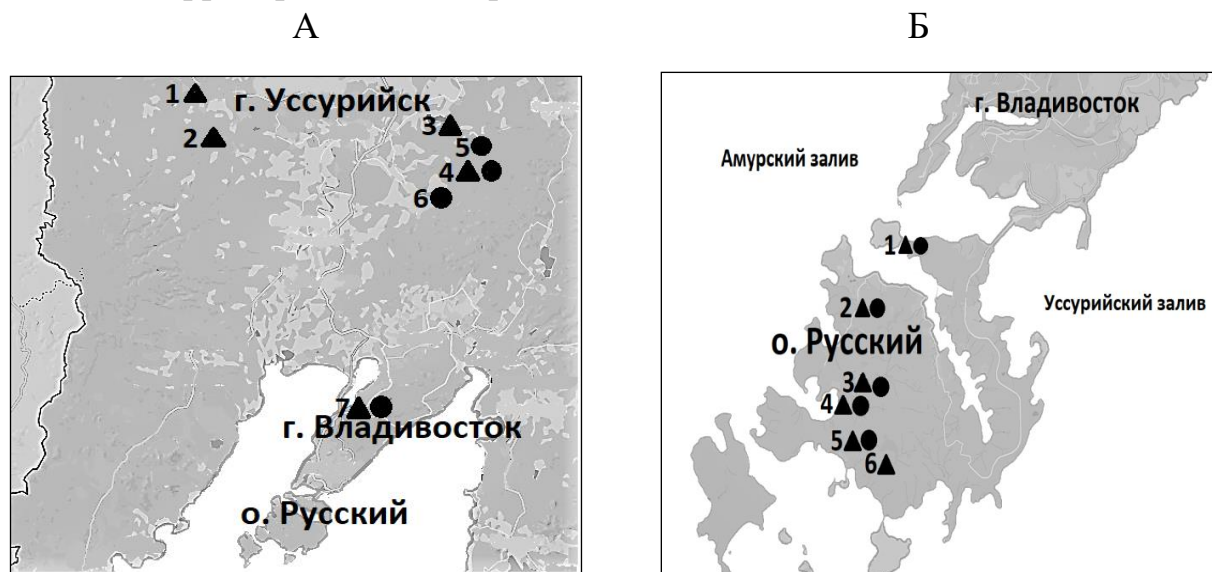 А
Б
1
г. Уссурийск
2
3
5
4
6
7
г. Владивосток
о. Русский
г. Владивосток
Амурский залив
1
Уссурийский залив
2
о. Русский
3
4
5
6